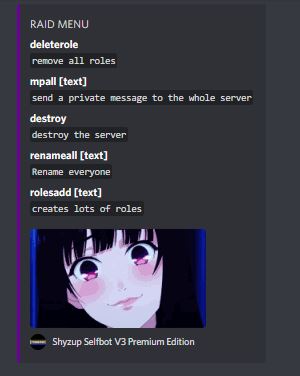 RAID MENU
deleterole
remove all roles
mpall [text]
send a private message to the whole server
destroy
destroy the server
renameall [text]
Rename everyone
rolesadd [text]
creates lots of roles
Shyzup Selfbot V3 Premium Edition